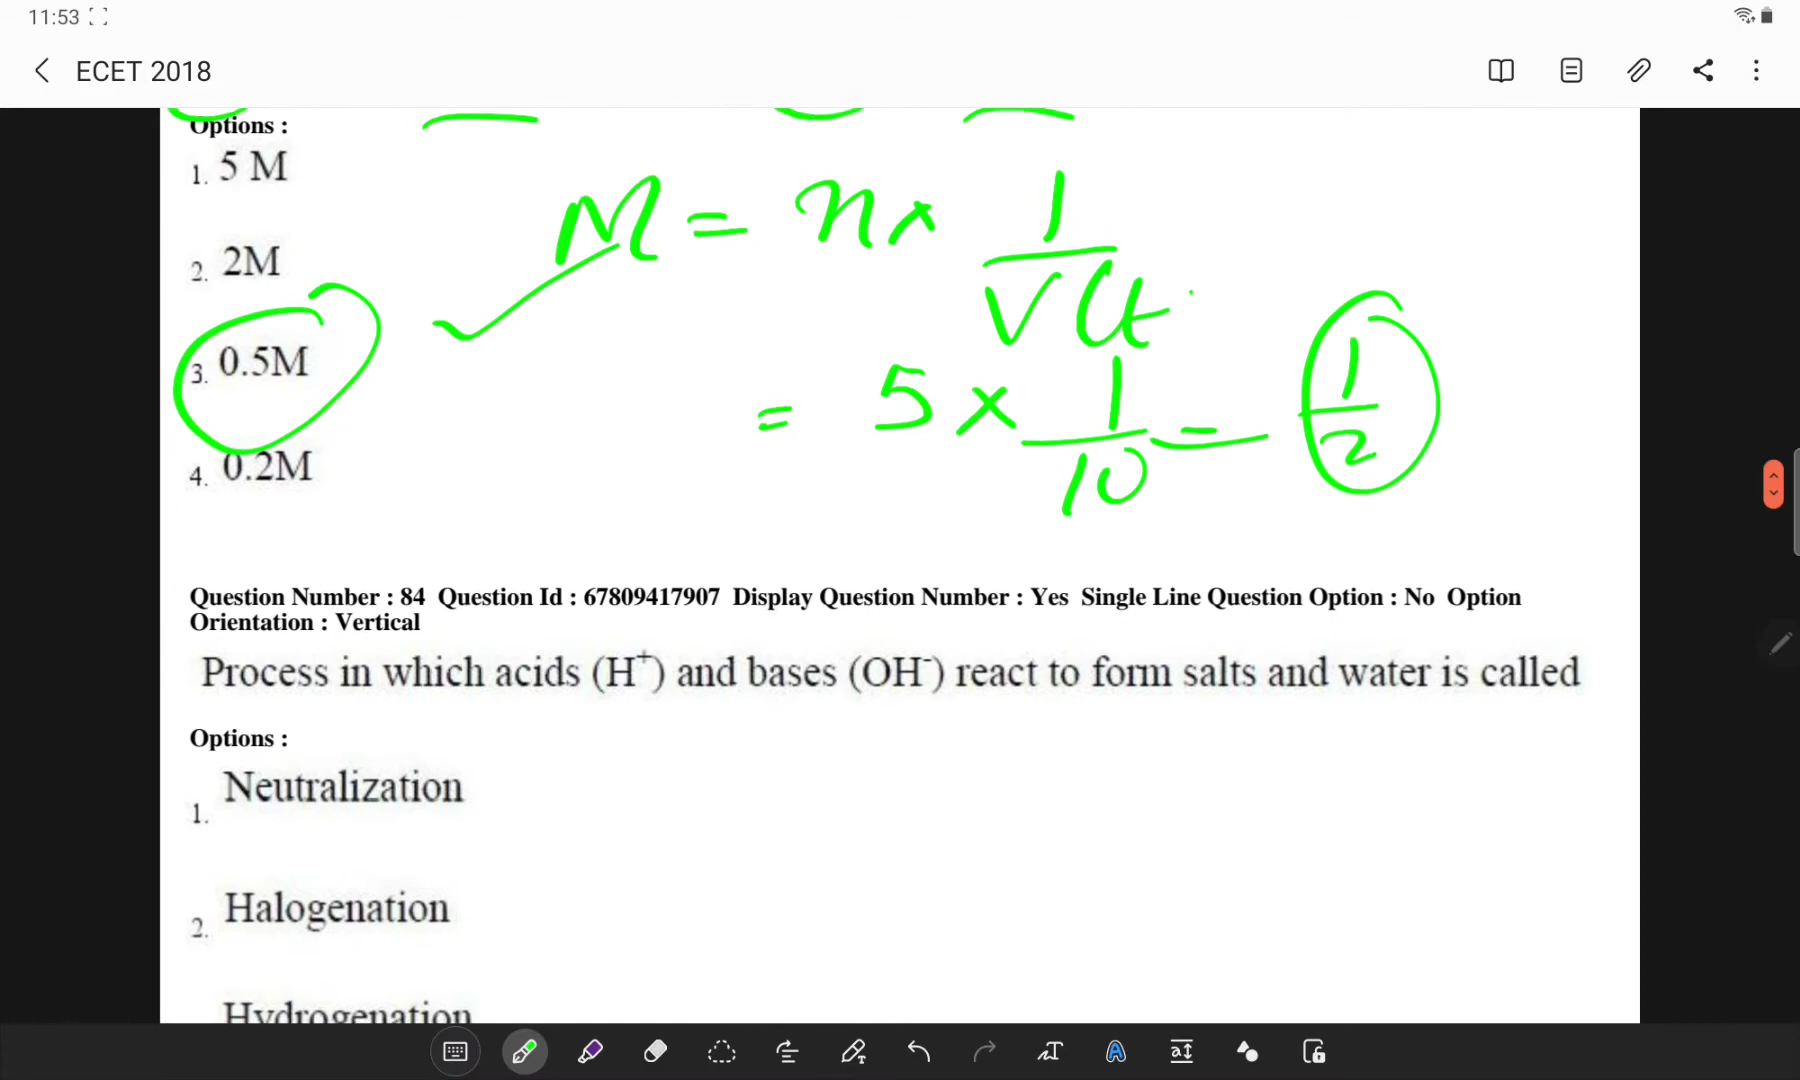 11:53
ECET 2018
Options :
1. 5 M
2. 2M
3. 0.5M
4. 0.2M
M = n × 1/V lt
= 5 × 1/10 = 1/2
Question Number : 84 Question Id : 67809417907 Display Question Number : Yes Single Line Question Option : No Option
Orientation : Vertical
Process in which acids (H⁺) and bases (OH⁻) react to form salts and water is called
Options :
1. Neutralization
2. Halogenation
Hydrogenation